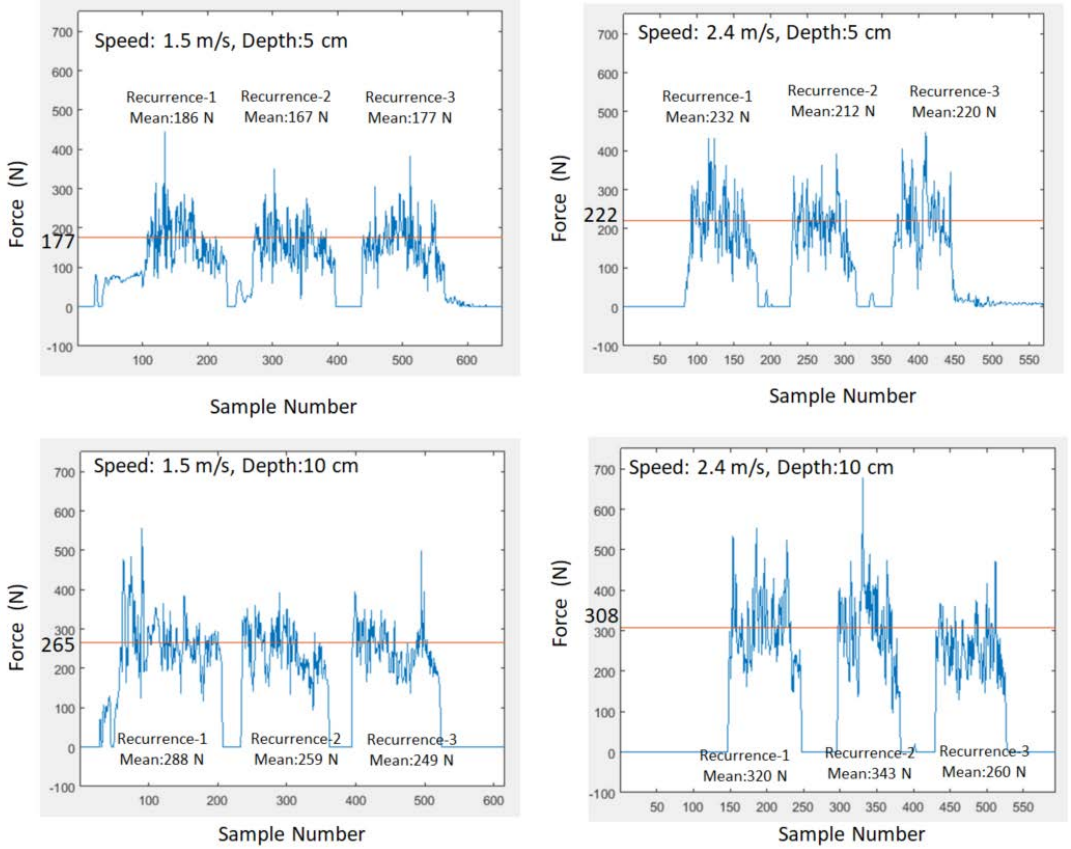 Speed: 1.5 m/s, Depth:5 cm
700
600
500
400
300
200
177
100
0
-100
Recurrence-1
Mean:186 N
Recurrence-2
Mean:167 N
Recurrence-3
Mean:177 N
Force (N)
100 200 300 400 500 600
Sample Number
Speed: 2.4 m/s, Depth:5 cm
700
600
500
400
300
222
200
100
0
-100
Recurrence-1
Mean:232 N
Recurrence-2
Mean:212 N
Recurrence-3
Mean:220 N
Force (N)
50 100 150 200 250 300 350 400 450 500 550
Sample Number
Speed: 1.5 m/s, Depth:10 cm
700
600
500
400
300
265
200
100
0
-100
Recurrence-1
Mean:288 N
Recurrence-2
Mean:259 N
Recurrence-3
Mean:249 N
Force (N)
100 200 300 400 500 600
Sample Number
Speed: 2.4 m/s, Depth:10 cm
700
600
500
400
308
300
200
100
0
-100
Recurrence-1
Mean:320 N
Recurrence-2
Mean:343 N
Recurrence-3
Mean:260 N
Force (N)
50 100 150 200 250 300 350 400 450 500 550
Sample Number